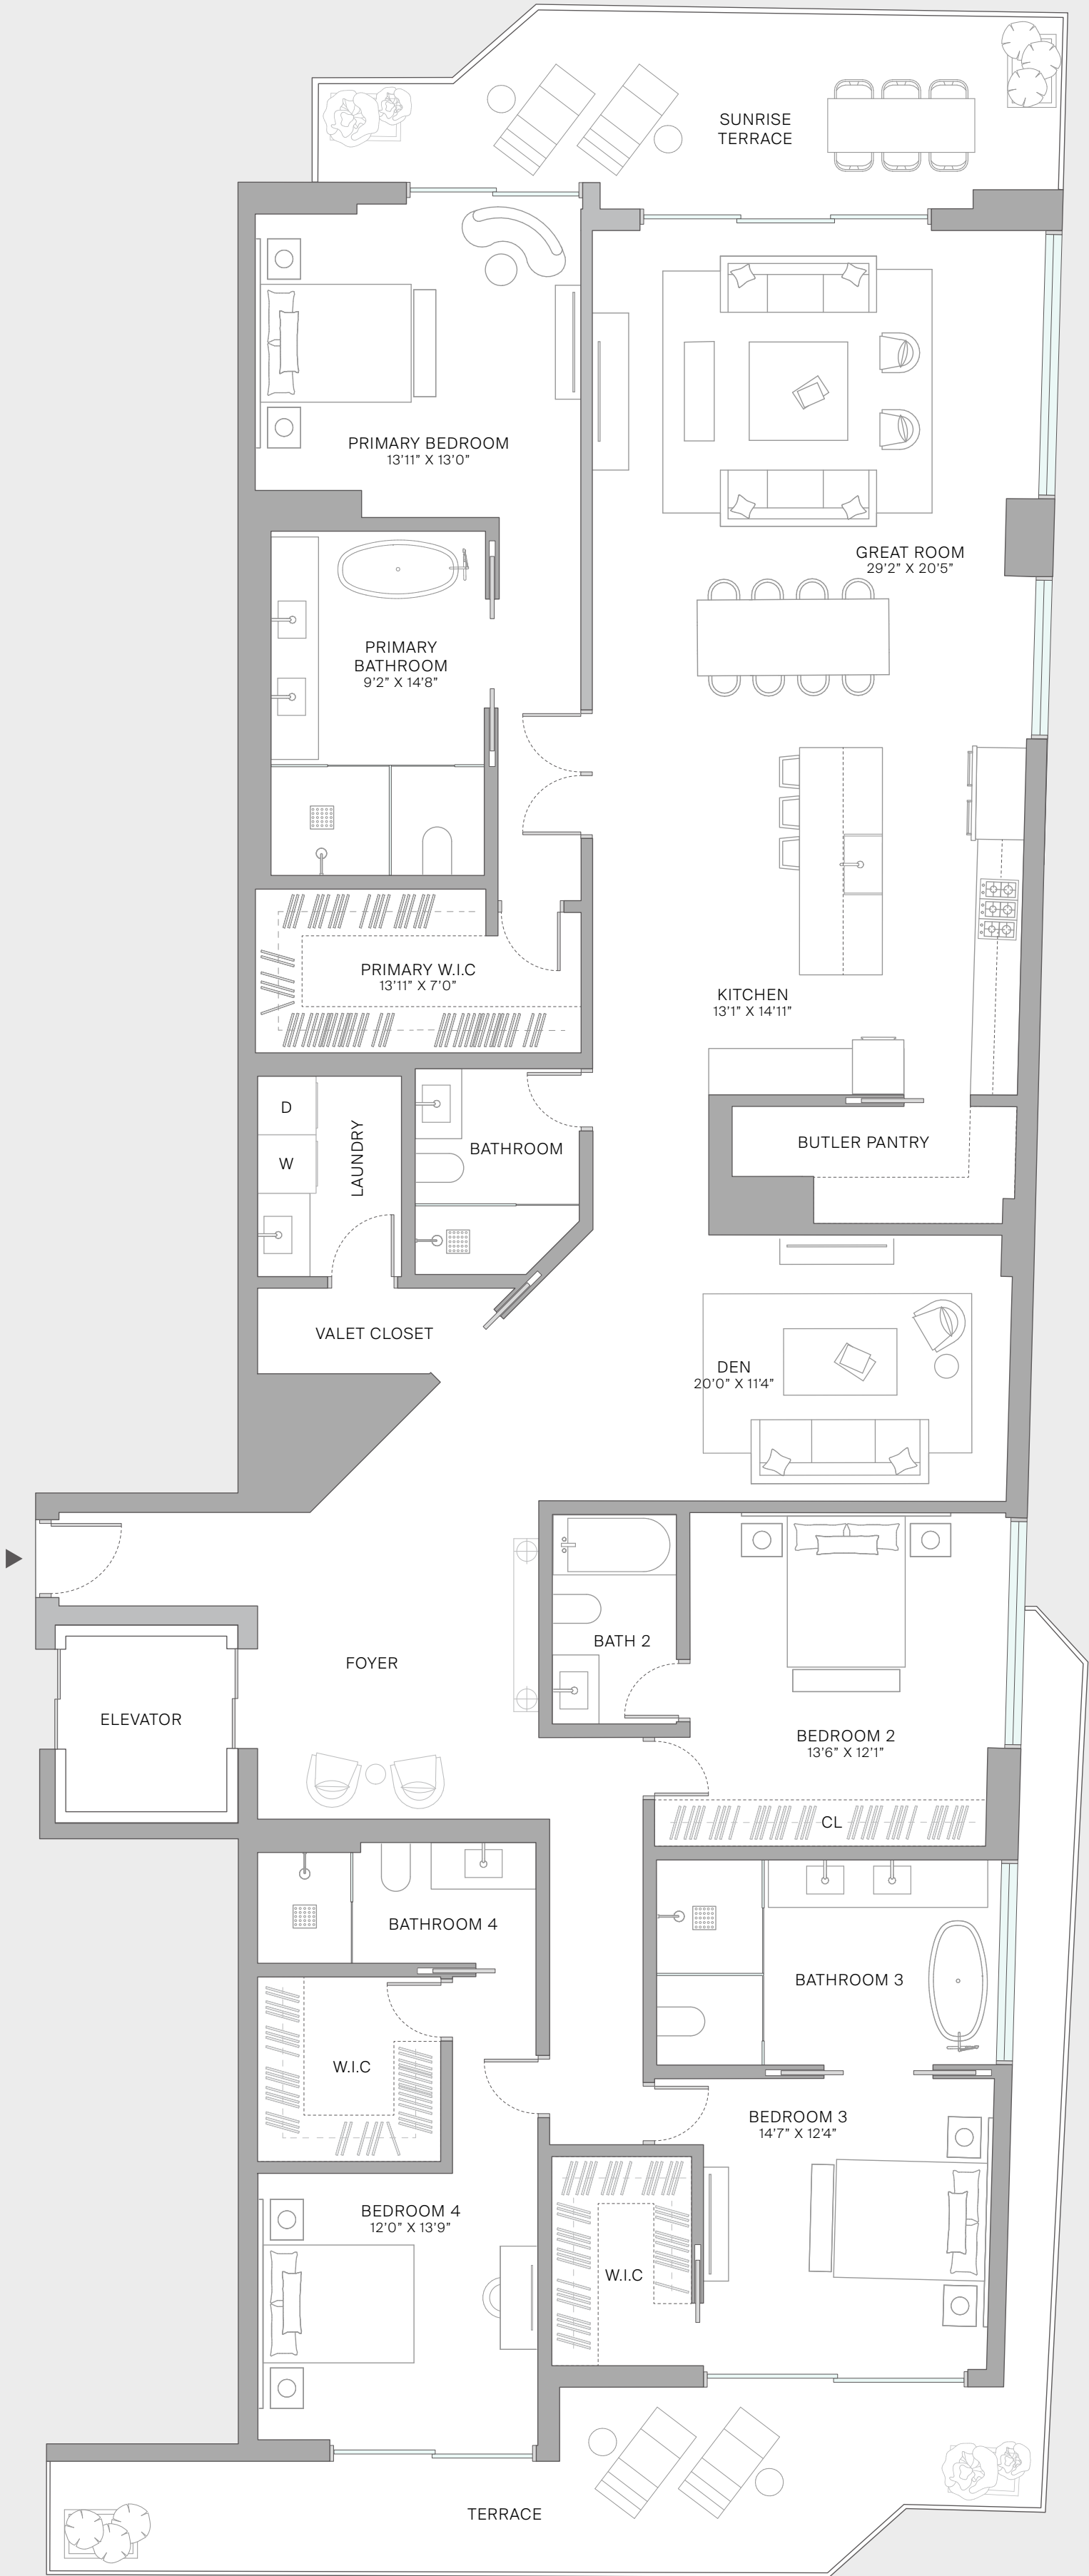 SUNRISE
TERRACE
PRIMARY BEDROOM
13'11" X 13'0"
GREAT ROOM
29'2" X 20'5"
PRIMARY
BATHROOM
9'2" X 14'8"
PRIMARY W.I.C
13'11" X 7'0"
KITCHEN
13'1" X 14'11"
D
W
LAUNDRY
BATHROOM
BUTLER PANTRY
VALET CLOSET
DEN
20'0" X 11'4"
BATH 2
FOYER
ELEVATOR
BEDROOM 2
13'6" X 12'1"
CL
BATHROOM 4
BATHROOM 3
W.I.C
BEDROOM 3
14'7" X 12'4"
BEDROOM 4
12'0" X 13'9"
W.I.C
TERRACE